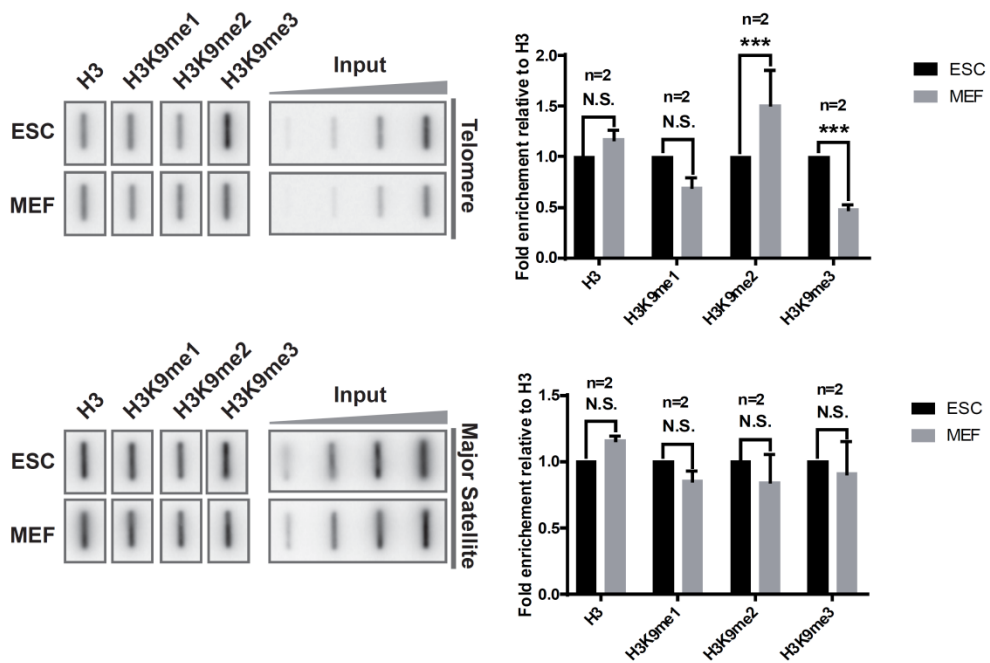 H3 H3K9me1 H3K9me2 H3K9me3
Input
ESC
MEF
Telomere
Fold enrichement relative to H3
2.0
1.5
1.0
0.5
0.0
n=2
N.S.
n=2
N.S.
n=2
***
n=2
***
H3 H3K9me1 H3K9me2 H3K9me3
ESC
MEF
H3 H3K9me1 H3K9me2 H3K9me3
Input
ESC
MEF
Major Satellite
Fold enrichement relative to H3
1.5
1.0
0.5
0.0
n=2
N.S.
n=2
N.S.
n=2
N.S.
n=2
N.S.
H3 H3K9me1 H3K9me2 H3K9me3
ESC
MEF